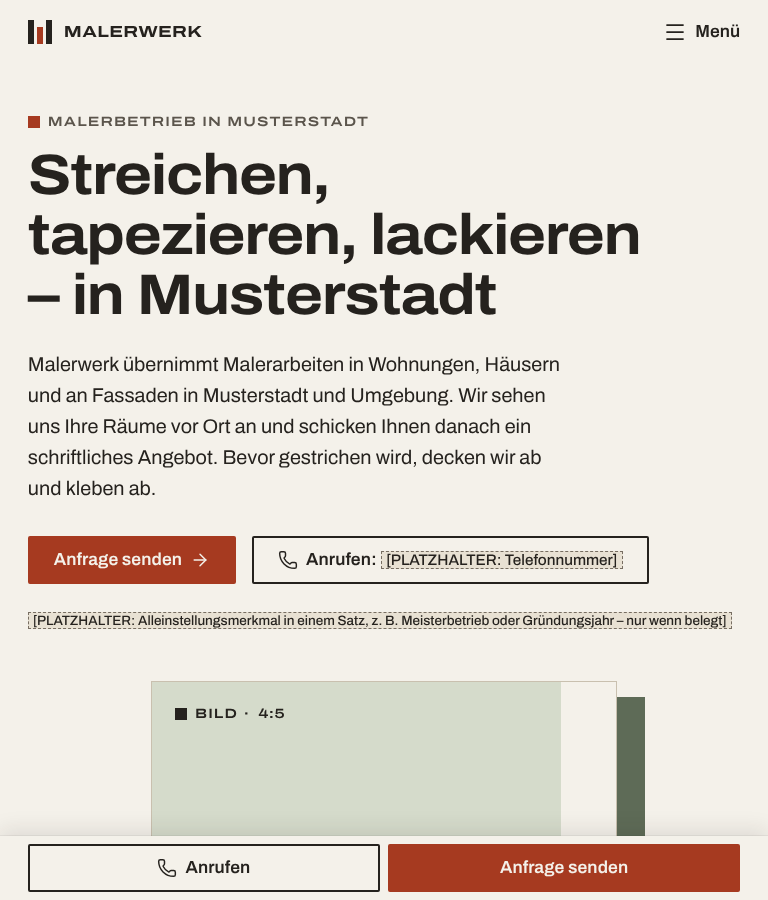 MALERWERK
Menü
MALERBETRIEB IN MUSTERSTADT
Streichen,
tapezieren, lackieren
– in Musterstadt
Malerwerk übernimmt Malerarbeiten in Wohnungen, Häusern
und an Fassaden in Musterstadt und Umgebung. Wir sehen
uns Ihre Räume vor Ort an und schicken Ihnen danach ein
schriftliches Angebot. Bevor gestrichen wird, decken wir ab
und kleben ab.
Anfrage senden →
Anrufen: [PLATZHALTER: Telefonnummer]
[PLATZHALTER: Alleinstellungsmerkmal in einem Satz, z. B. Meisterbetrieb oder Gründungsjahr – nur wenn belegt]
BILD · 4:5
Anrufen
Anfrage senden